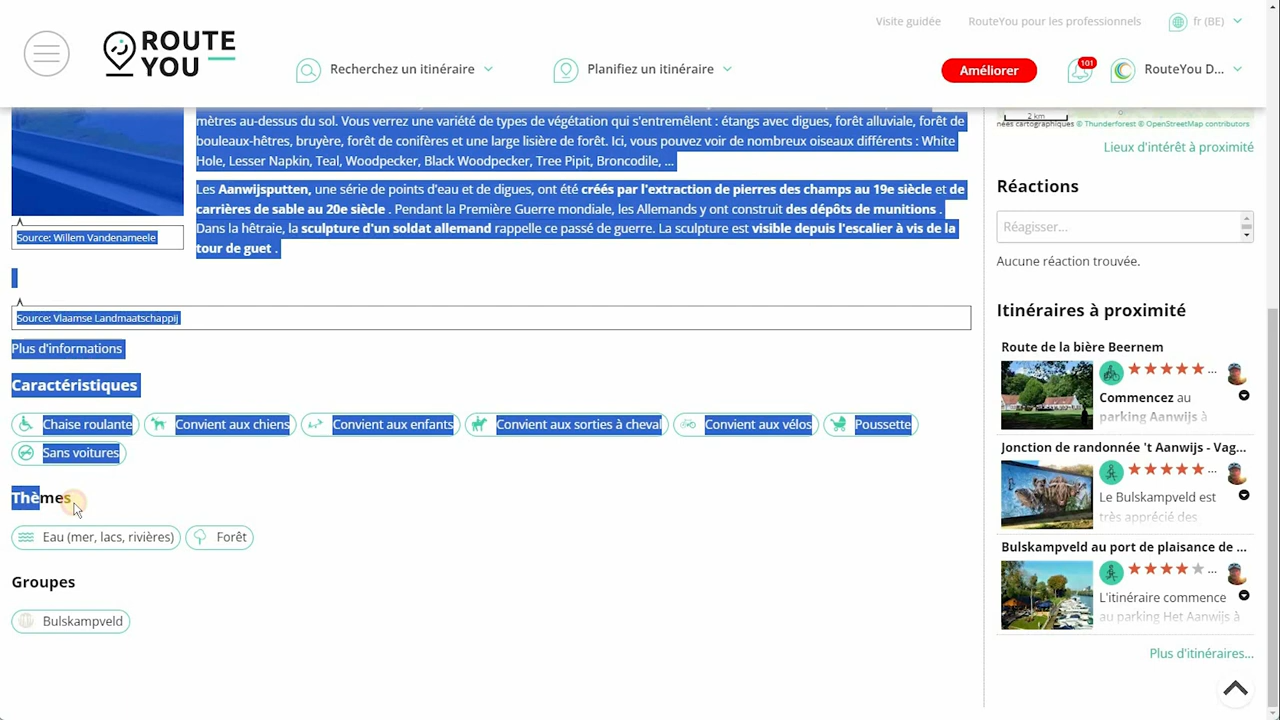 Visite guidée
RouteYou pour les professionnels
fr (BE)
ROUTE
YOU
Recherchez un itinéraire
Planifiez un itinéraire
Améliorer
101
RouteYou D...
mètres au-dessus du sol. Vous verrez une variété de types de végétation qui s'entremêlent : étangs avec digues, forêt alluviale, forêt de
bouleaux-hêtres, bruyère, forêt de conifères et une large lisière de forêt. Ici, vous pouvez voir de nombreux oiseaux différents : White
Hole, Lesser Napkin, Teal, Woodpecker, Black Woodpecker, Tree Pipit, Broncodile, ...
Les Aanwijsputten, une série de points d'eau et de digues, ont été créés par l'extraction de pierres des champs au 19e siècle et de
carrières de sable au 20e siècle . Pendant la Première Guerre mondiale, les Allemands y ont construit des dépôts de munitions .
Dans la hêtraie, la sculpture d'un soldat allemand rappelle ce passé de guerre. La sculpture est visible depuis l'escalier à vis de la
tour de guet .
Source: Willem Vandenameele
Source: Vlaamse Landmaatschappij
Plus d'informations
Caractéristiques
Chaise roulante
Convient aux chiens
Convient aux enfants
Convient aux sorties à cheval
Convient aux vélos
Poussette
Sans voitures
Thèmes
Eau (mer, lacs, rivières)
Forêt
Groupes
Bulskampveld
2 km
nées cartographiques © Thunderforest © OpenStreetMap contributors
Lieux d'intérêt à proximité
Réactions
Réagisser...
Aucune réaction trouvée.
Itinéraires à proximité
Route de la bière Beernem
...
Commencez au
parking Aanwijs à
Jonction de randonnée 't Aanwijs - Vag...
...
Le Bulskampveld est
très apprécié des
Bulskampveld au port de plaisance de ...
...
L'itinéraire commence
au parking Het Aanwijs à
Plus d'itinéraires...